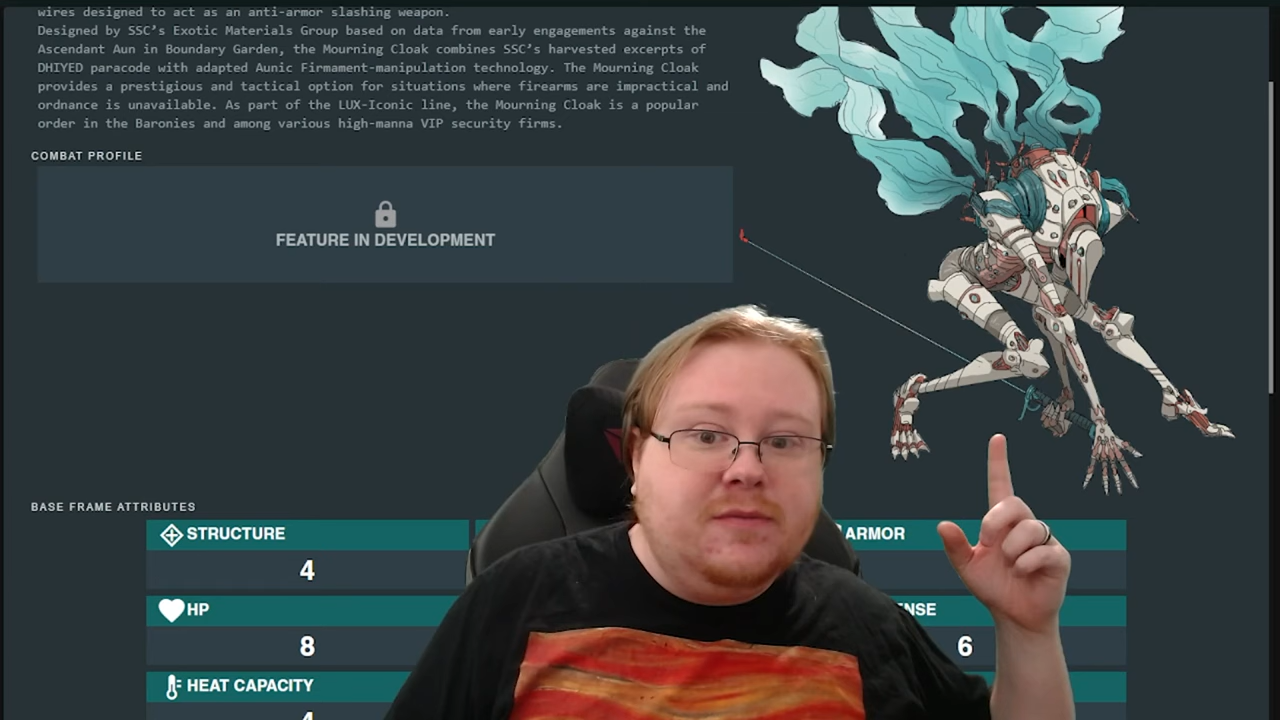 wires designed to act as an anti-armor slashing weapon.
Designed by SSC's Exotic Materials Group based on data from early engagements against the
Ascendant Aun in Boundary Garden, the Mourning Cloak combines SSC's harvested excerpts of
DHIYED paracode with adapted Aunic Firmament-manipulation technology. The Mourning Cloak
provides a prestigious and tactical option for situations where firearms are impractical and
ordnance is unavailable. As part of the LUX-Iconic line, the Mourning Cloak is a popular
order in the Baronies and among various high-manna VIP security firms.
COMBAT PROFILE
FEATURE IN DEVELOPMENT
BASE FRAME ATTRIBUTES
STRUCTURE
ARMOR
4
HP
NSE
8
6
HEAT CAPACITY
4